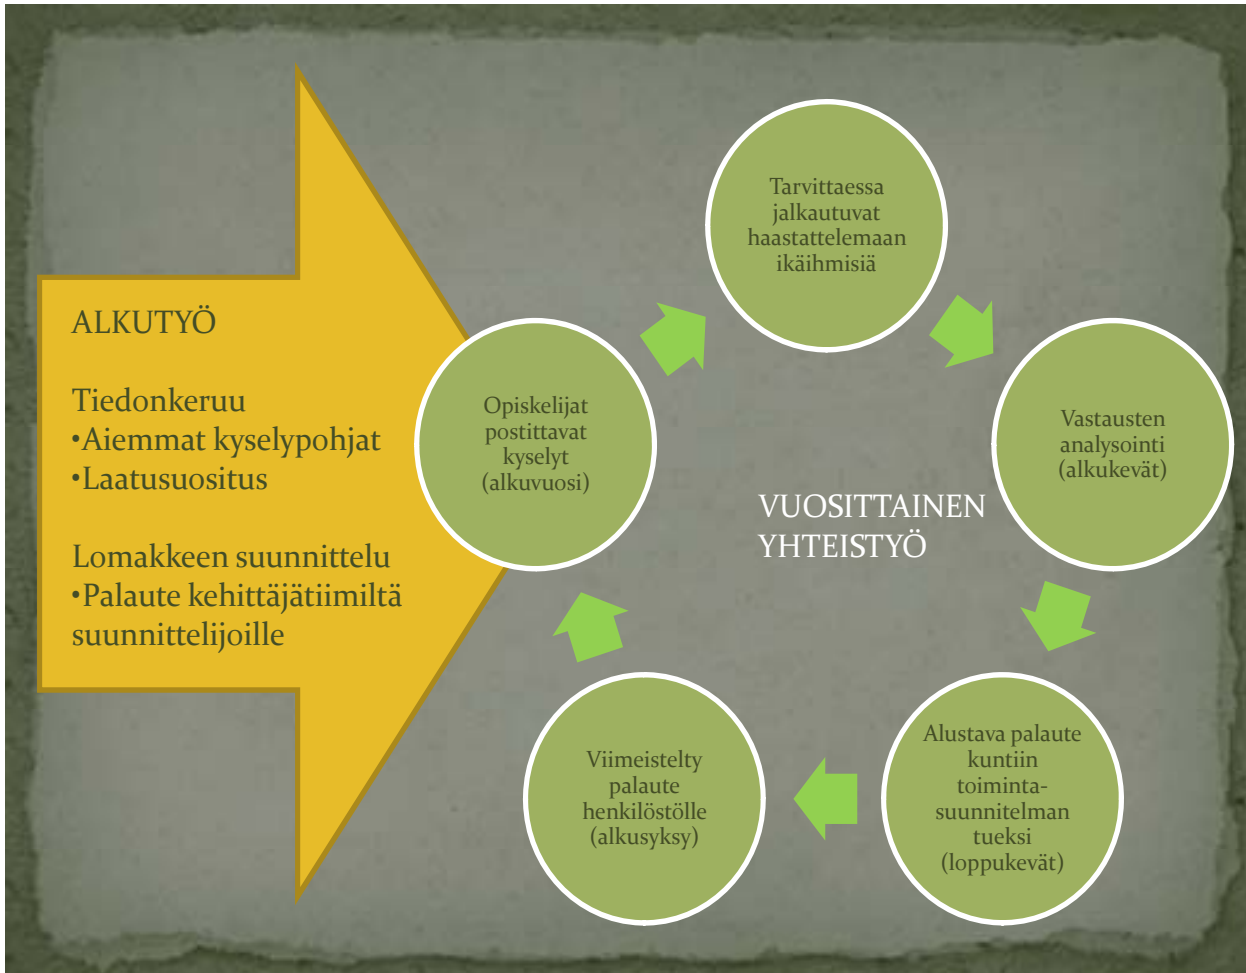 ALKUTYÖ
Tiedonkeruu
•Aiemmat kyselypohjat
•Laatusuositus
Lomakkeen suunnittelu
•Palaute kehittäjätiimiltä
suunnittelijoille
Opiskelijat
postittavat
kyselyt
(alkuvuosi)
Tarvittaessa
jalkautuvat
haastattelemaan
ikäihmisiä
Vastausten
analysointi
(alkukevät)
Alustava palaute
kuntiin
toiminta-
suunnitelman
tueksi
(loppukevät)
Viimeistelty
palaute
henkilöstölle
(alkusyksy)
VUOSITTAINEN
YHTEISTYÖ